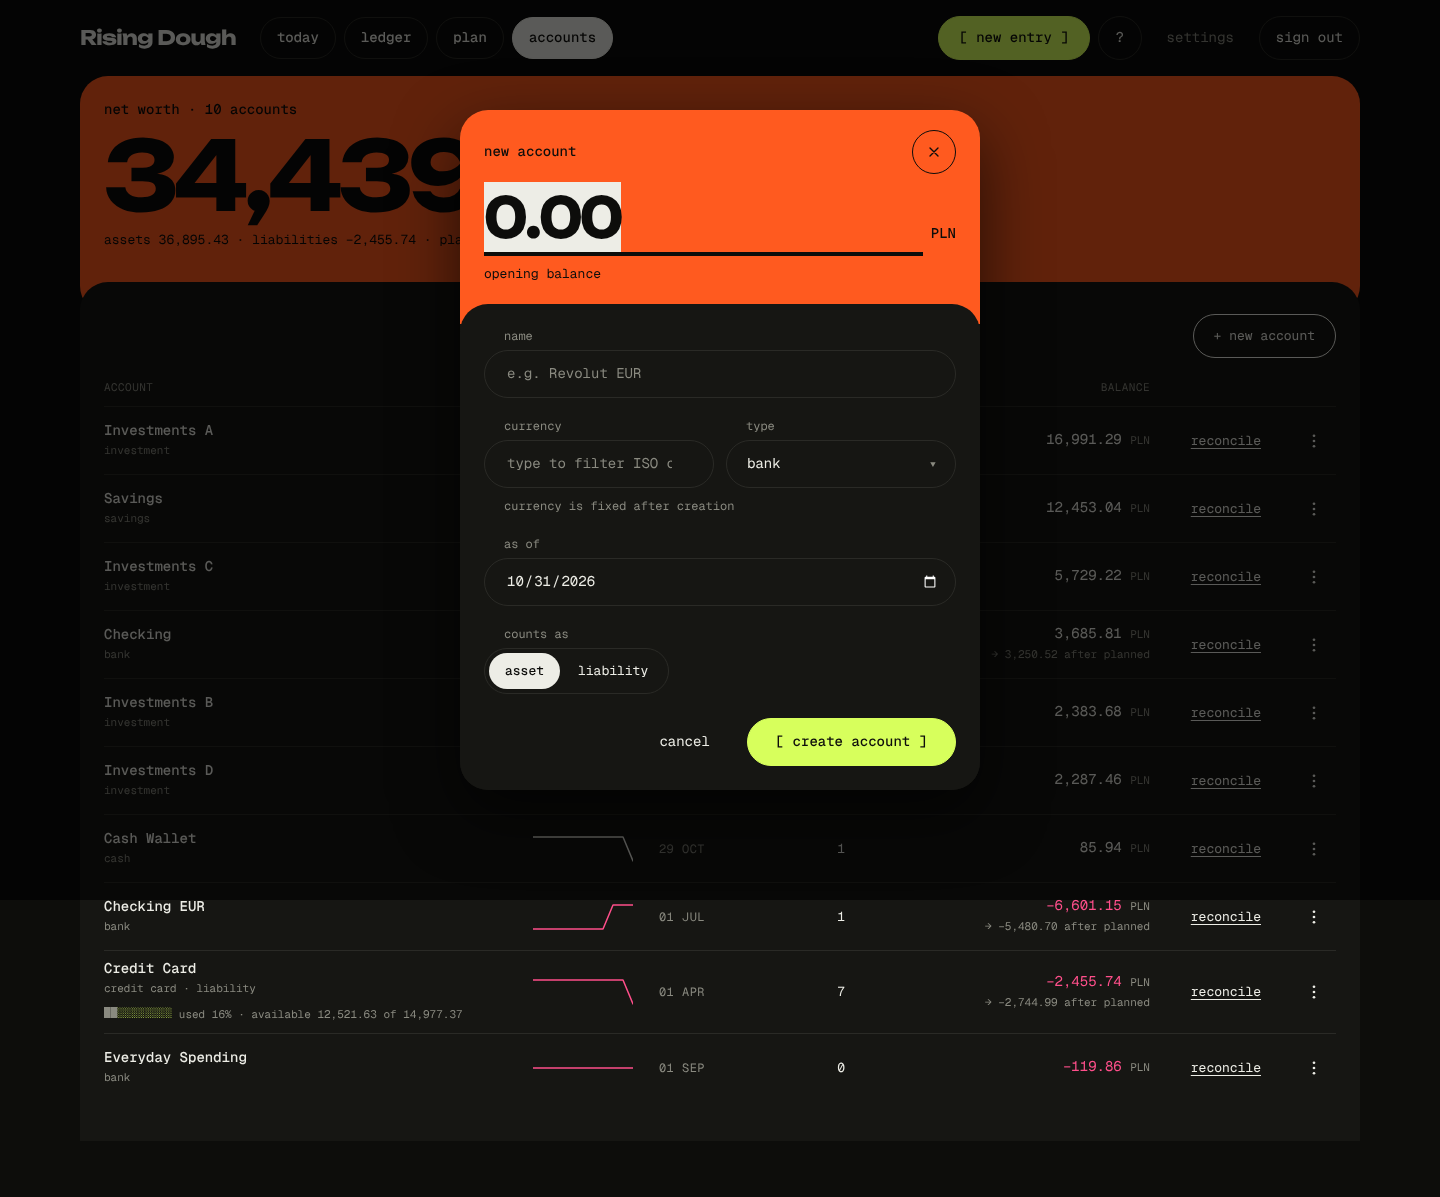 Rising Dough today ledger plan accounts [ new entry ] ? settings sign out
net worth · 10 accounts
34,439
assets 36,895.43 · liabilities −2,455.74 · pla
new account
0.00 PLN
opening balance
name
e.g. Revolut EUR
currency type
type to filter ISO c bank
currency is fixed after creation
as of
10/31/2026
counts as
asset liability
cancel [ create account ]
+ new account
ACCOUNT BALANCE
Investments A 16,991.29 PLN reconcile
investment
Savings 12,453.04 PLN reconcile
savings
Investments C 5,729.22 PLN reconcile
investment
Checking 3,685.81 PLN reconcile
bank → 3,250.52 after planned
Investments B 2,383.68 PLN reconcile
investment
Investments D 2,287.46 PLN reconcile
investment
Cash Wallet 29 OCT 1 85.94 PLN reconcile
cash
Checking EUR 01 JUL 1 −6,601.15 PLN reconcile
bank → −5,480.70 after planned
Credit Card 01 APR 7 −2,455.74 PLN reconcile
credit card · liability → −2,744.99 after planned
used 16% · available 12,521.63 of 14,977.37
Everyday Spending 01 SEP 0 −119.86 PLN reconcile
bank